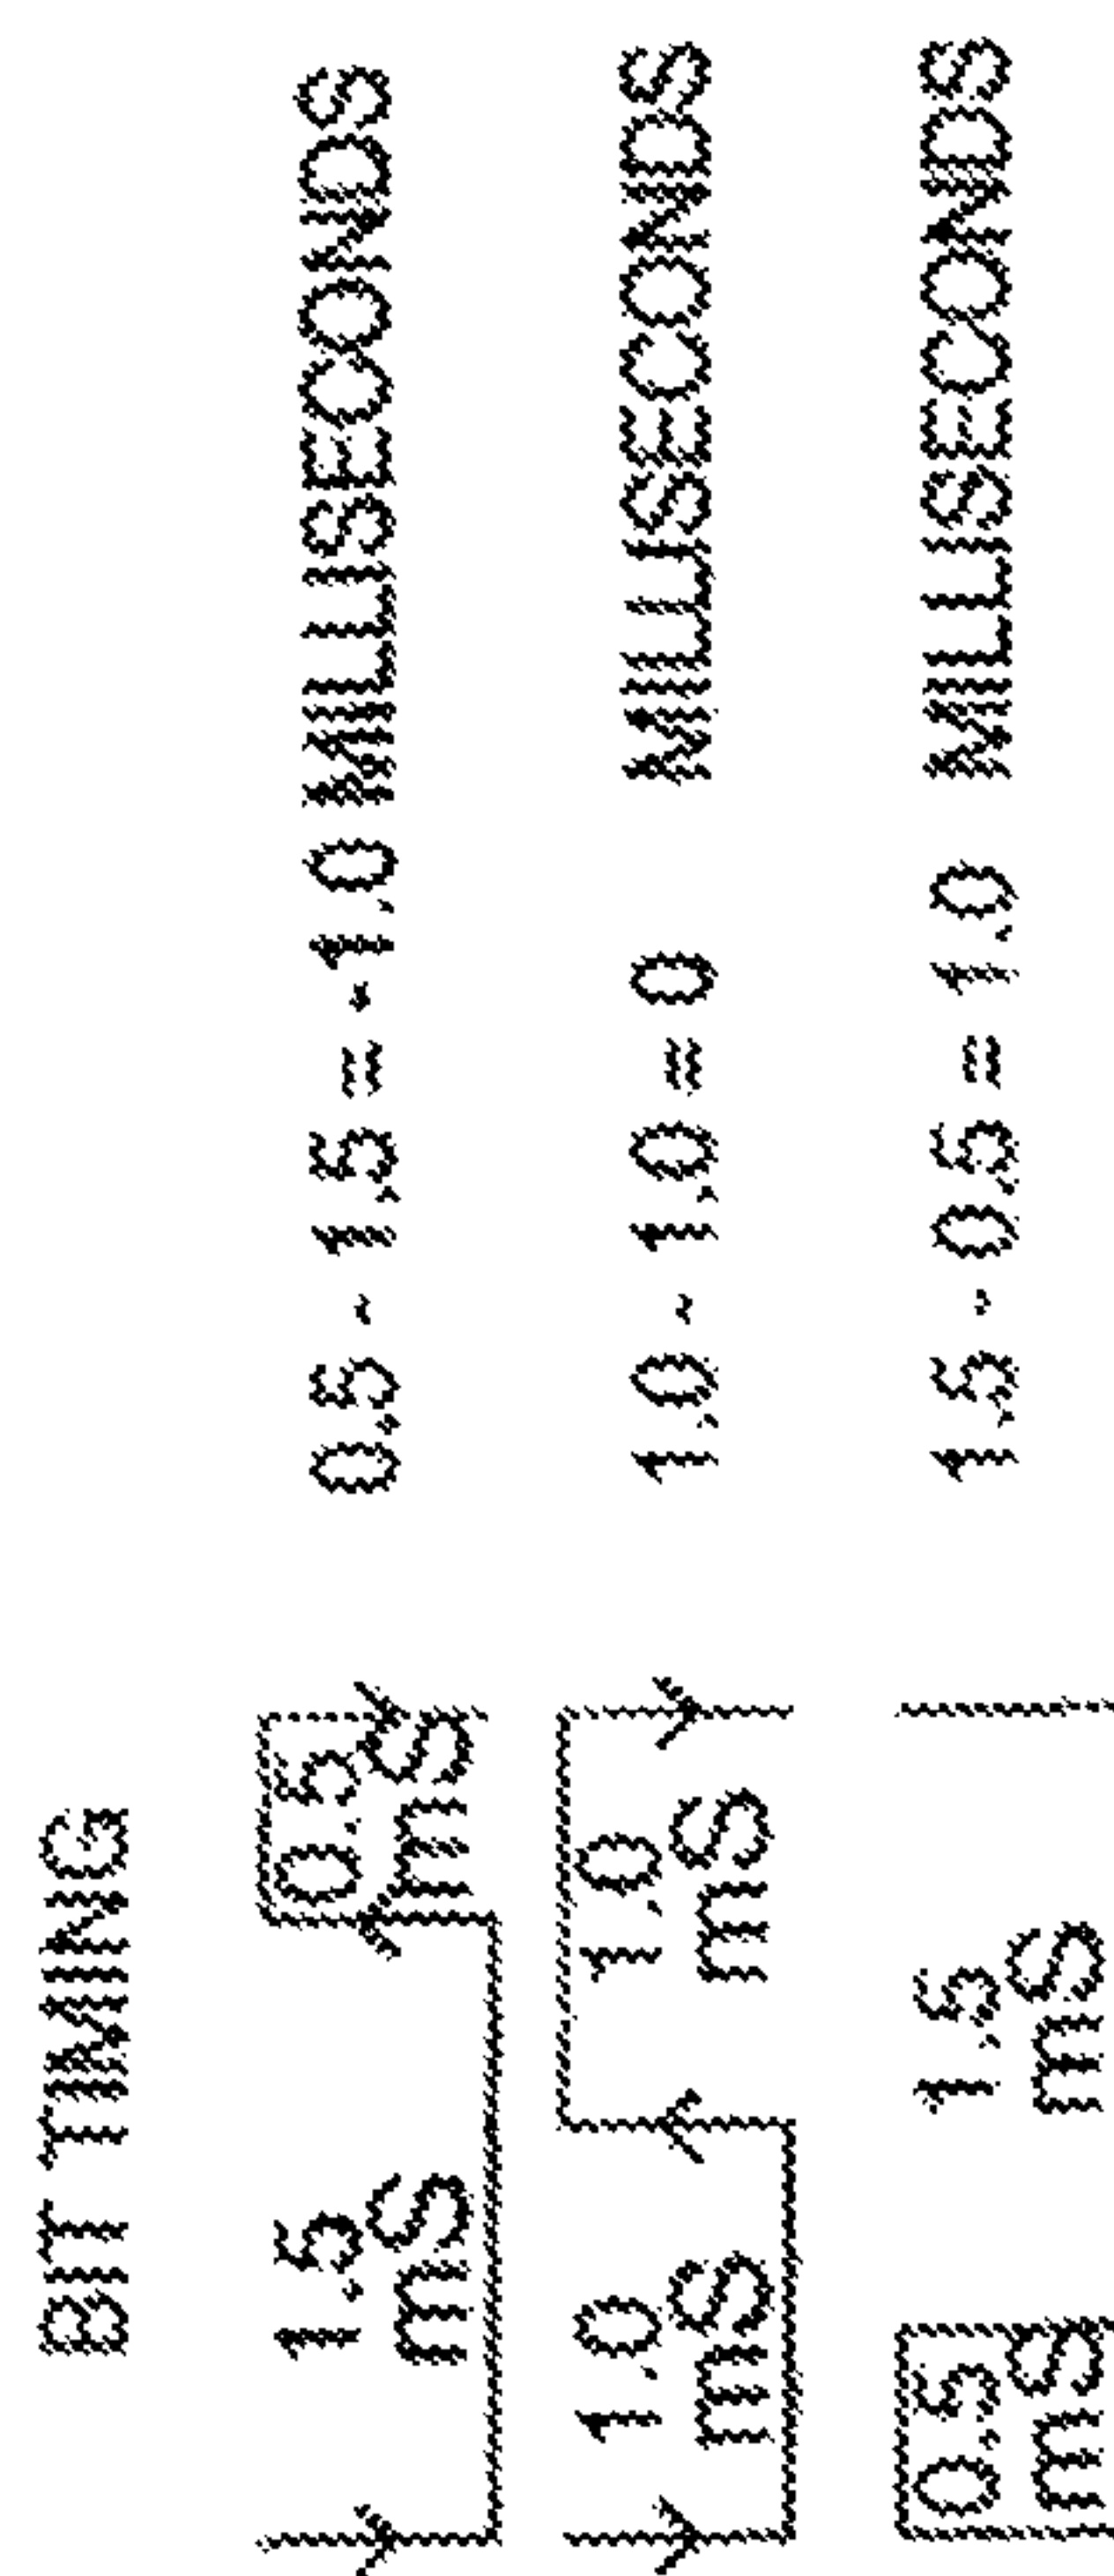 BIT TIMING
1.5 0.5
mS mS
0.5 - 1.5 = -1.0 MILLISECONDS
1.0 1.0
mS mS
1.0 - 1.0 = 0 MILLISECONDS
0.5 1.5
mS mS
1.5 - 0.5 = 1.0 MILLISECONDS